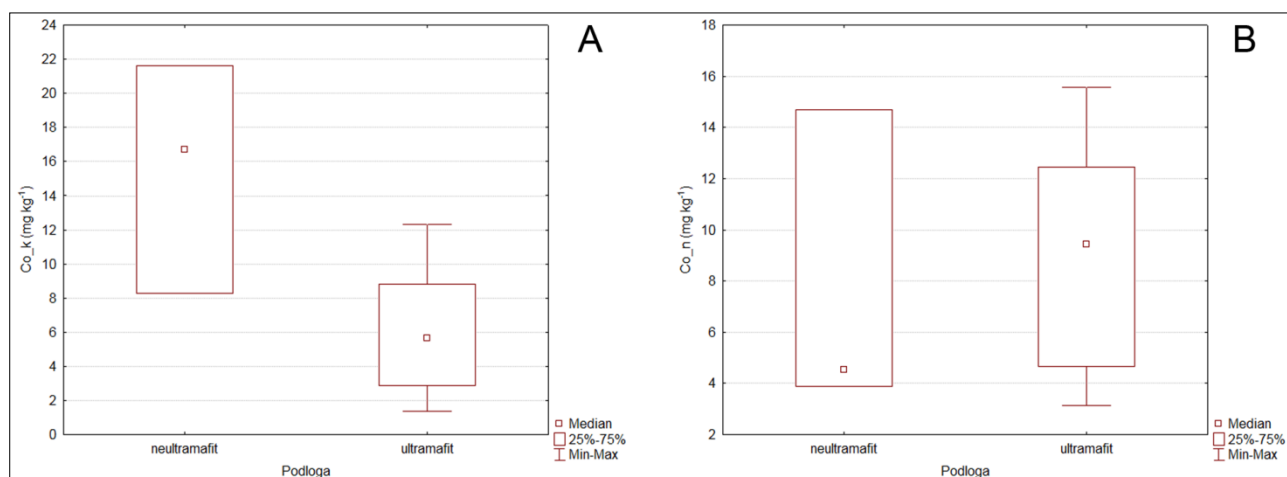 A
24
22
20
18
16
14
12
10
8
6
4
2
0
Co_k (mg kg⁻¹)
neultramafit ultramafit
Podloga
Median
25%-75%
Min-Max
B
18
16
14
12
10
8
6
4
2
Co_n (mg kg⁻¹)
neultramafit ultramafit
Podloga
Median
25%-75%
Min-Max